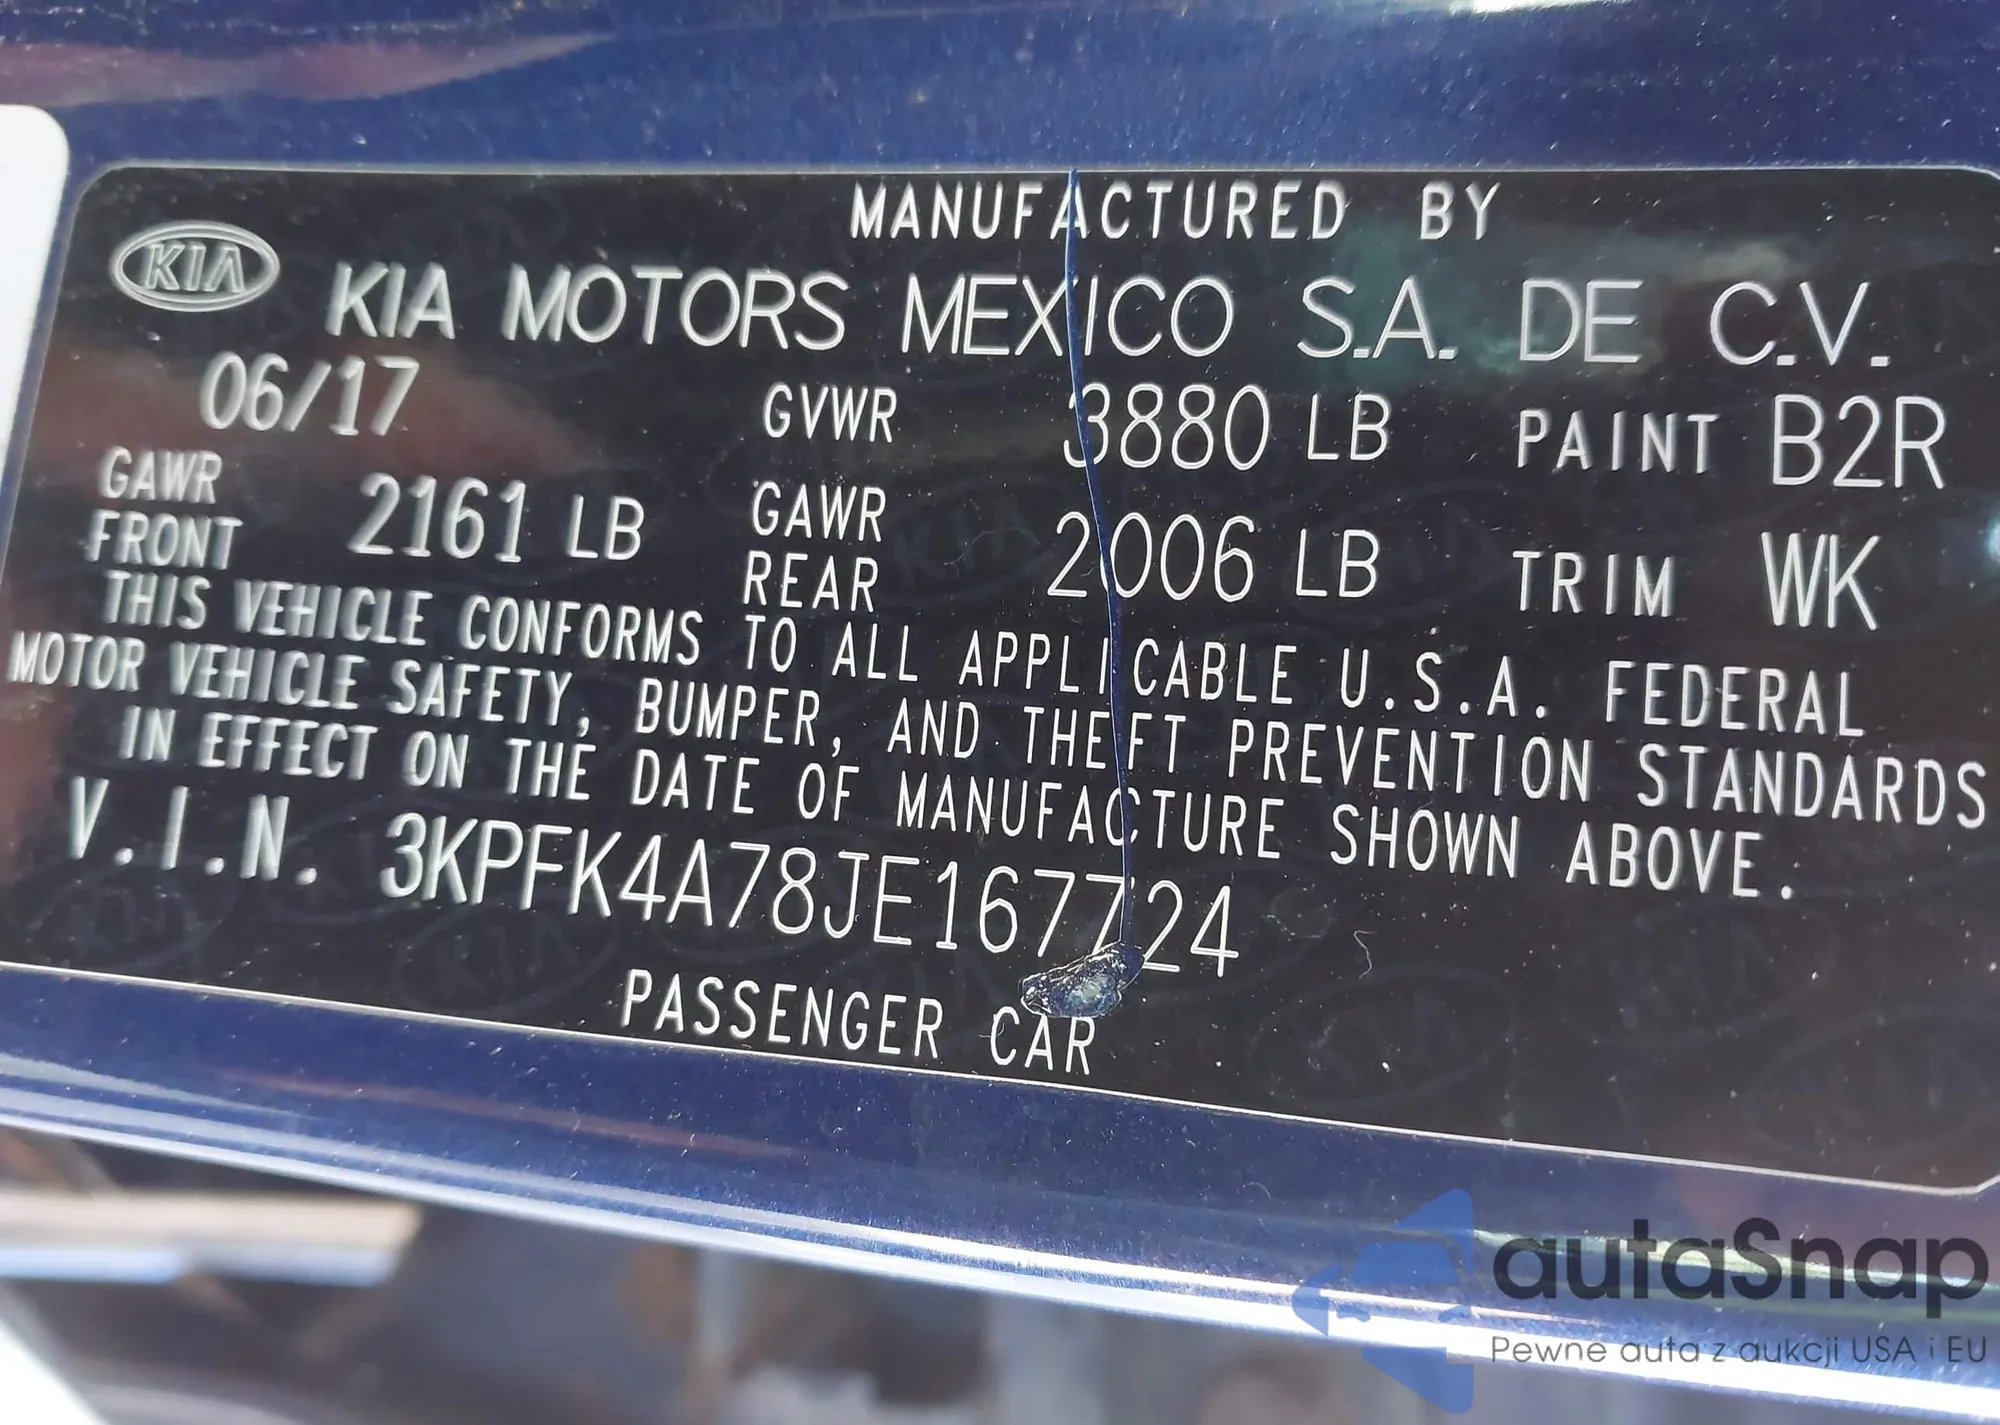 MANUFACTURED BY
KIA KIA MOTORS MEXICO S.A. DE C.V.
06/17 GVWR 3880 LB PAINT B2R
GAWR FRONT 2161 LB GAWR REAR 2006 LB TRIM WK
THIS VEHICLE CONFORMS TO ALL APPLICABLE U.S.A. FEDERAL
MOTOR VEHICLE SAFETY, BUMPER, AND THEFT PREVENTION STANDARDS
IN EFFECT ON THE DATE OF MANUFACTURE SHOWN ABOVE.
V.I.N. 3KPFK4A78JE167724
PASSENGER CAR
autaSnap
Pewne auta z aukcji USA i EU